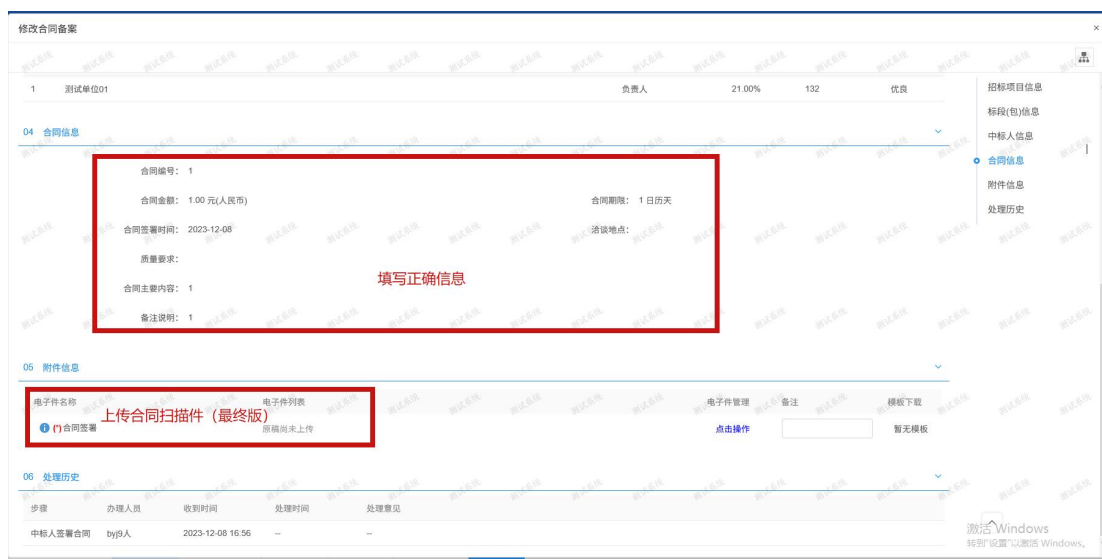 修改合同备案 ×
1 测试单位01 负责人 21.00% 132 优良
招标项目信息
标段(包)信息
中标人信息
合同信息
附件信息
处理历史
04 合同信息
合同编号: 1
合同金额: 1.00 元(人民币) 合同期限: 1 日历天
合同签署时间: 2023-12-08 洽谈地点:
质量要求:
填写正确信息
合同主要内容: 1
备注说明: 1
05 附件信息
电子件名称 电子件列表 电子件管理 备注 模板下载
上传合同扫描件（最终版）
(*)合同签署 原稿尚未上传 点击操作 暂无模板
06 处理历史
步骤 办理人员 收到时间 处理时间 处理意见
中标人签署合同 byj9人 2023-12-08 16:56 -- --
激活 Windows
转到"设置"以激活 Windows。
测试系统